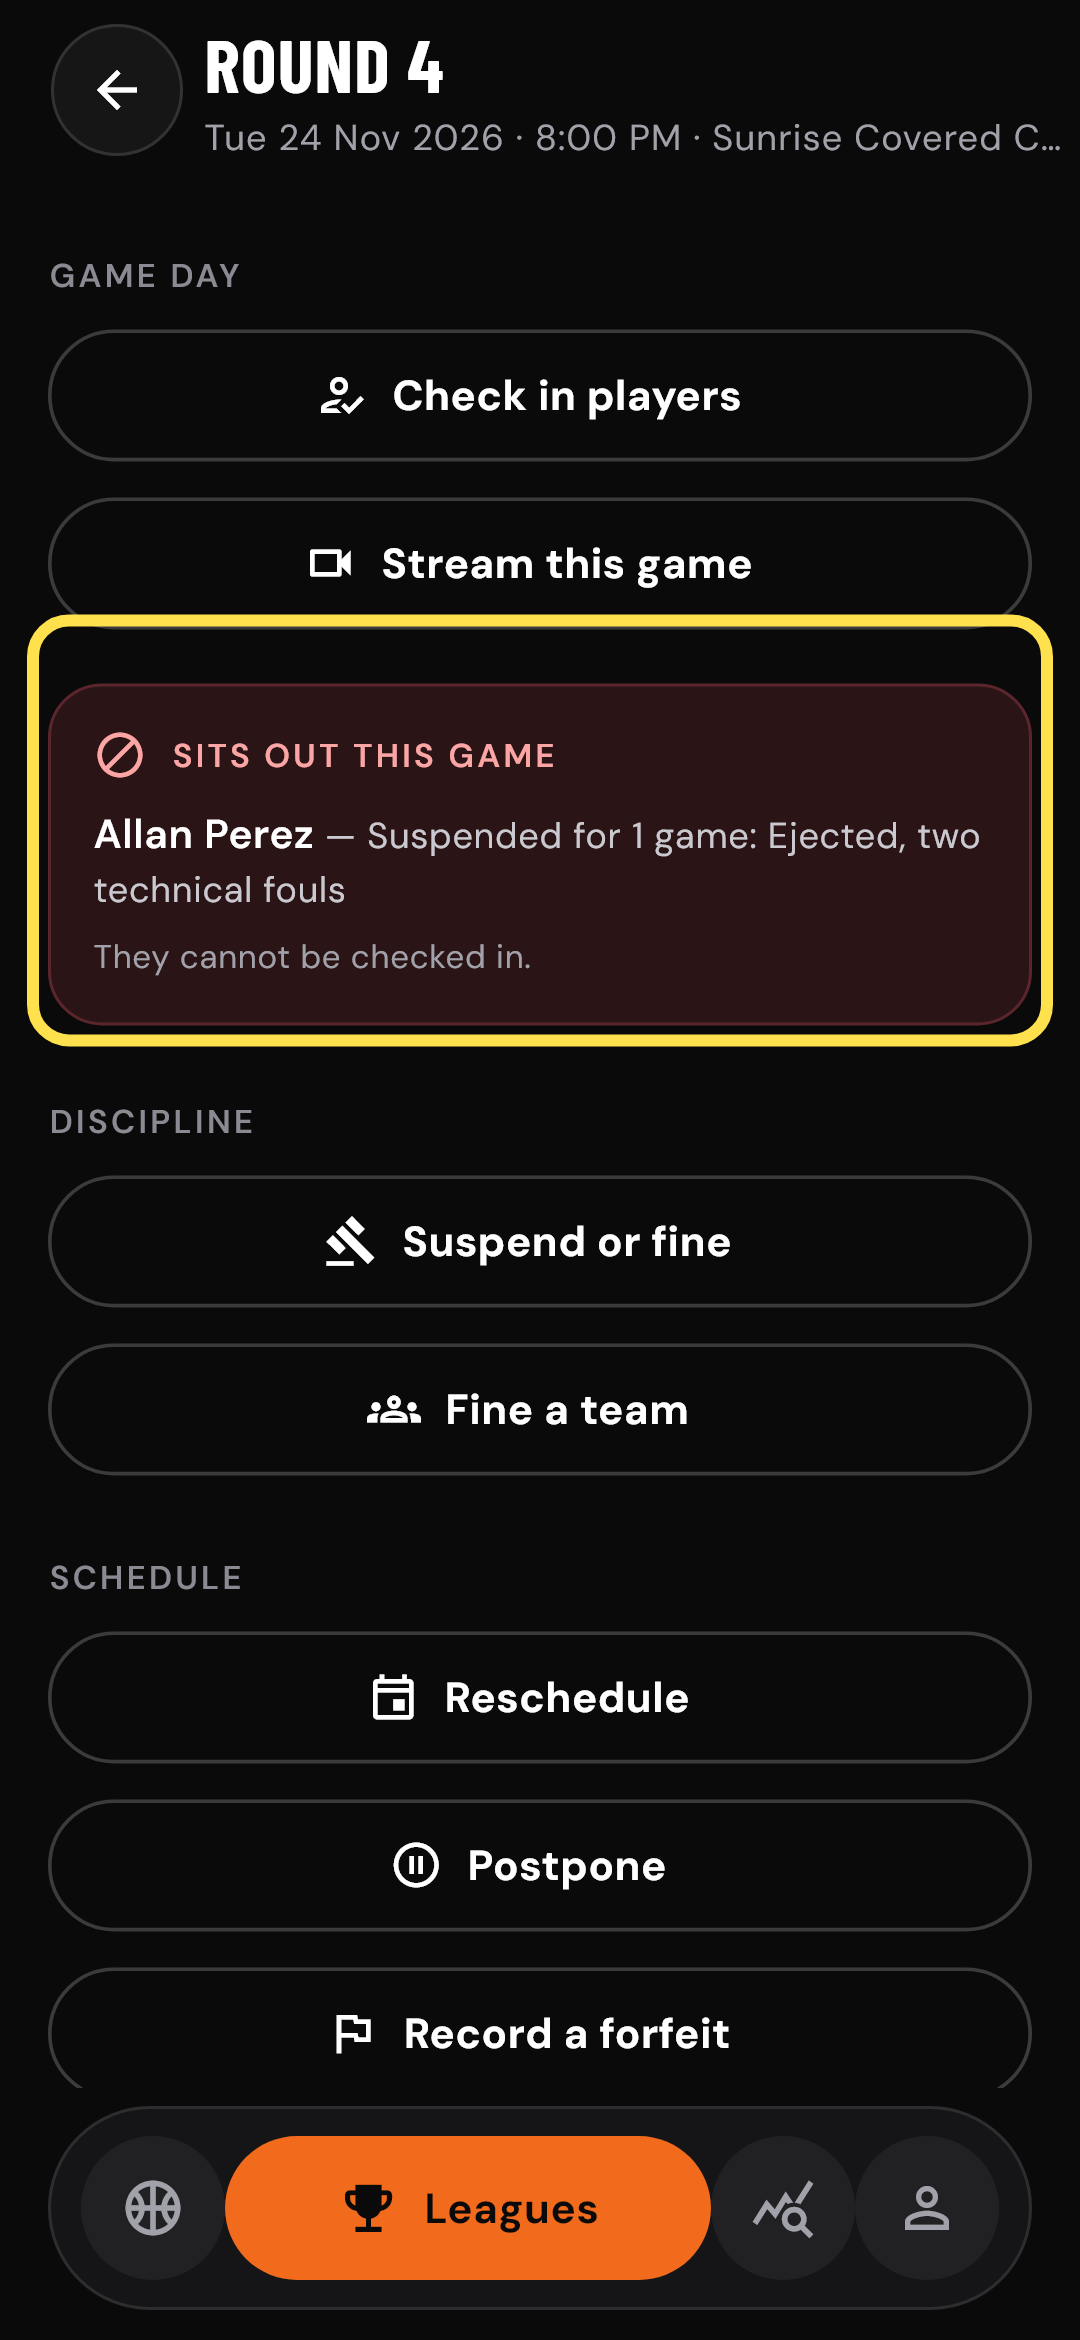 ROUND 4
Tue 24 Nov 2026 · 8:00 PM · Sunrise Covered C...
GAME DAY
Check in players
Stream this game
SITS OUT THIS GAME
Allan Perez — Suspended for 1 game: Ejected, two
technical fouls
They cannot be checked in.
DISCIPLINE
Suspend or fine
Fine a team
SCHEDULE
Reschedule
Postpone
Record a forfeit
Leagues